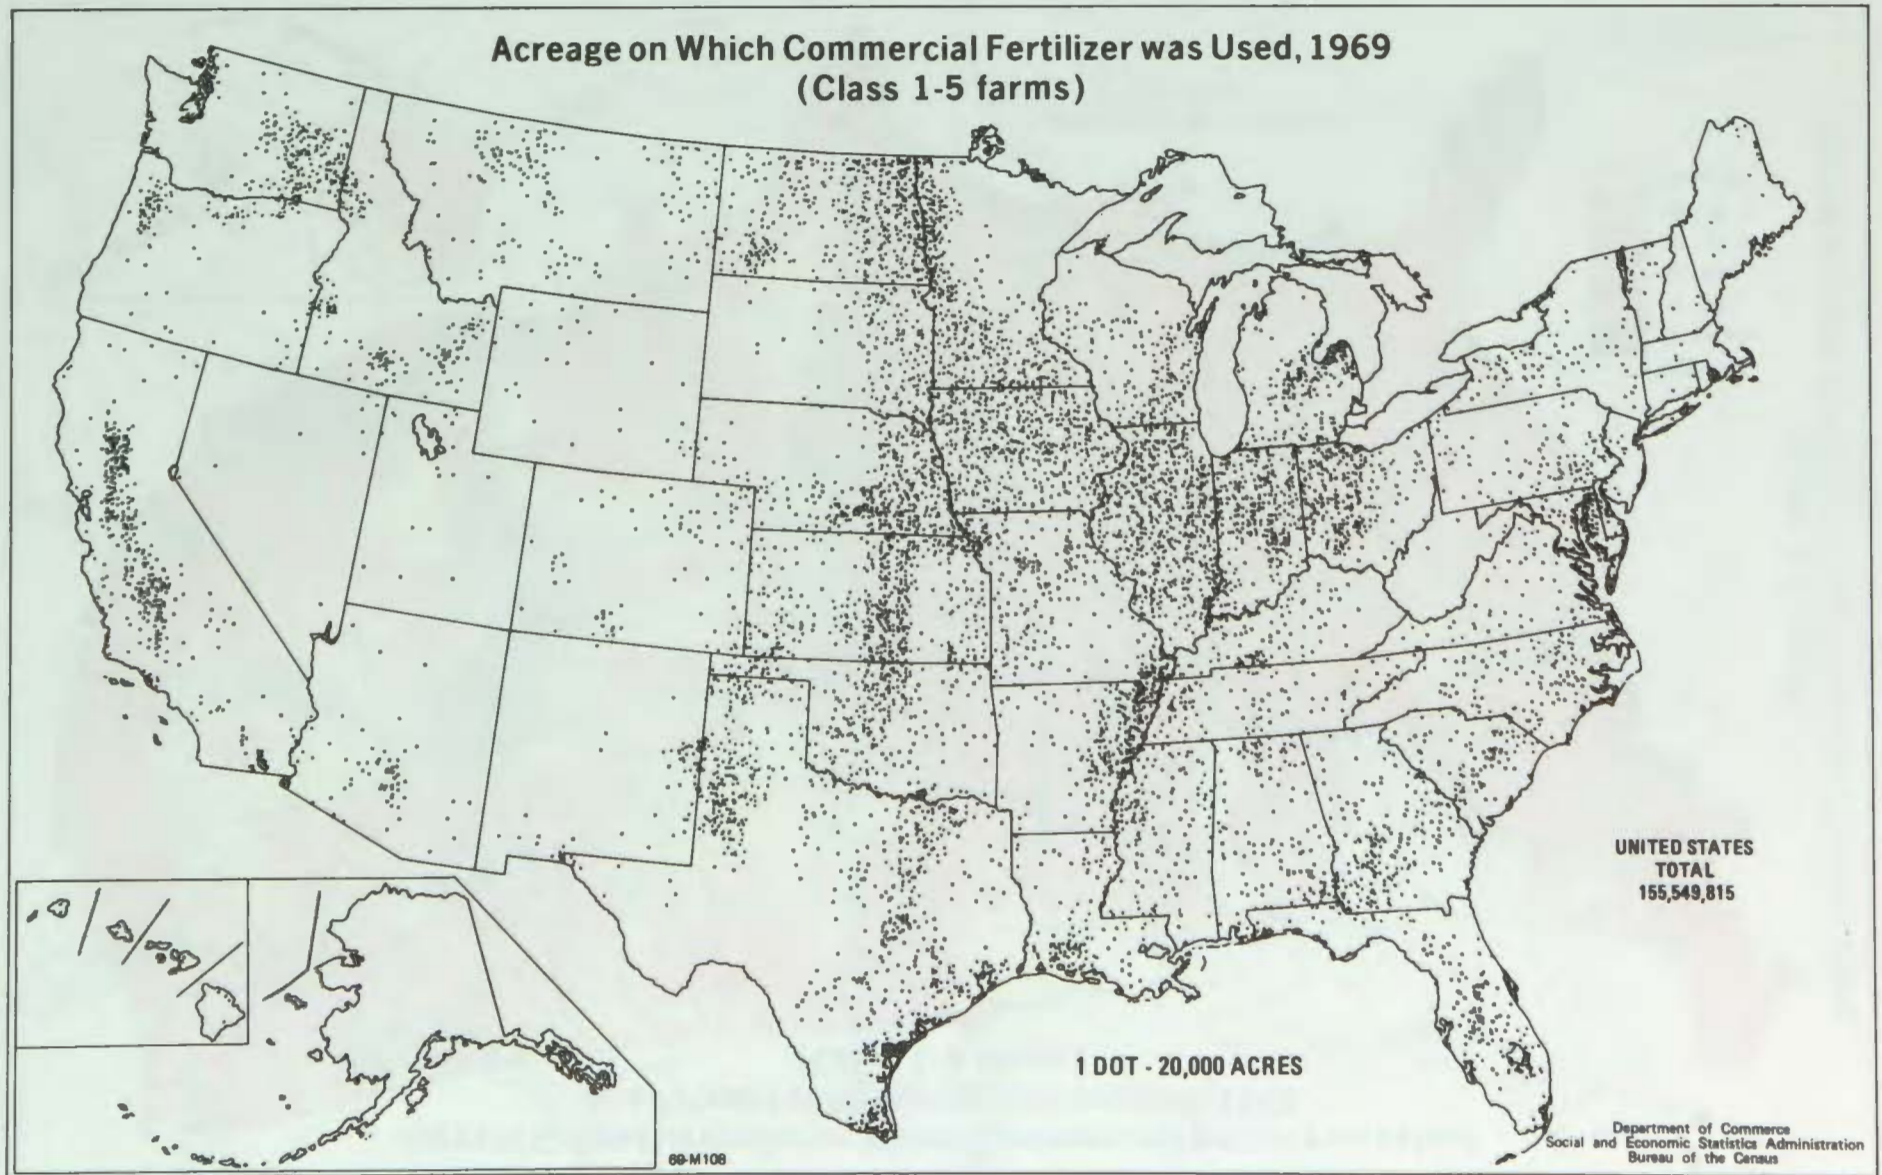 Acreage on Which Commercial Fertilizer was Used, 1969
(Class 1-5 farms)
UNITED STATES
TOTAL
155,549,815
1 DOT - 20,000 ACRES
Department of Commerce
Social and Economic Statistics Administration
Bureau of the Census
69-M108